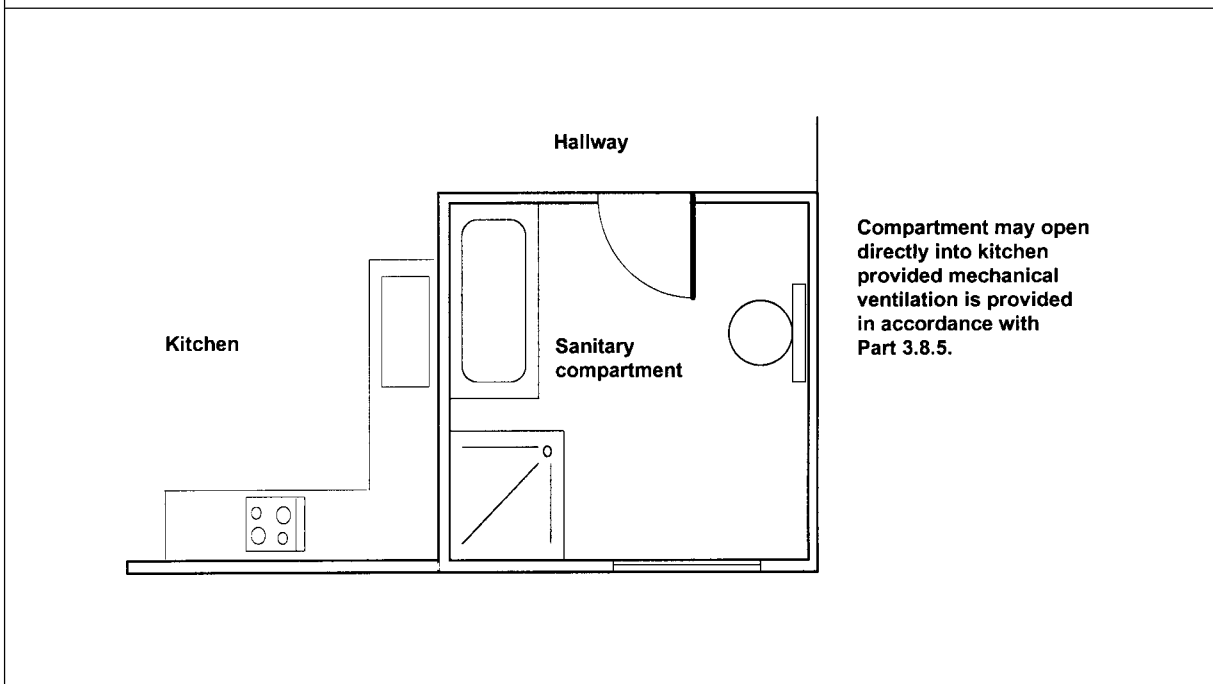 Hallway
Compartment may open
directly into kitchen
provided mechanical
ventilation is provided
in accordance with
Part 3.8.5.
Kitchen
Sanitary
compartment